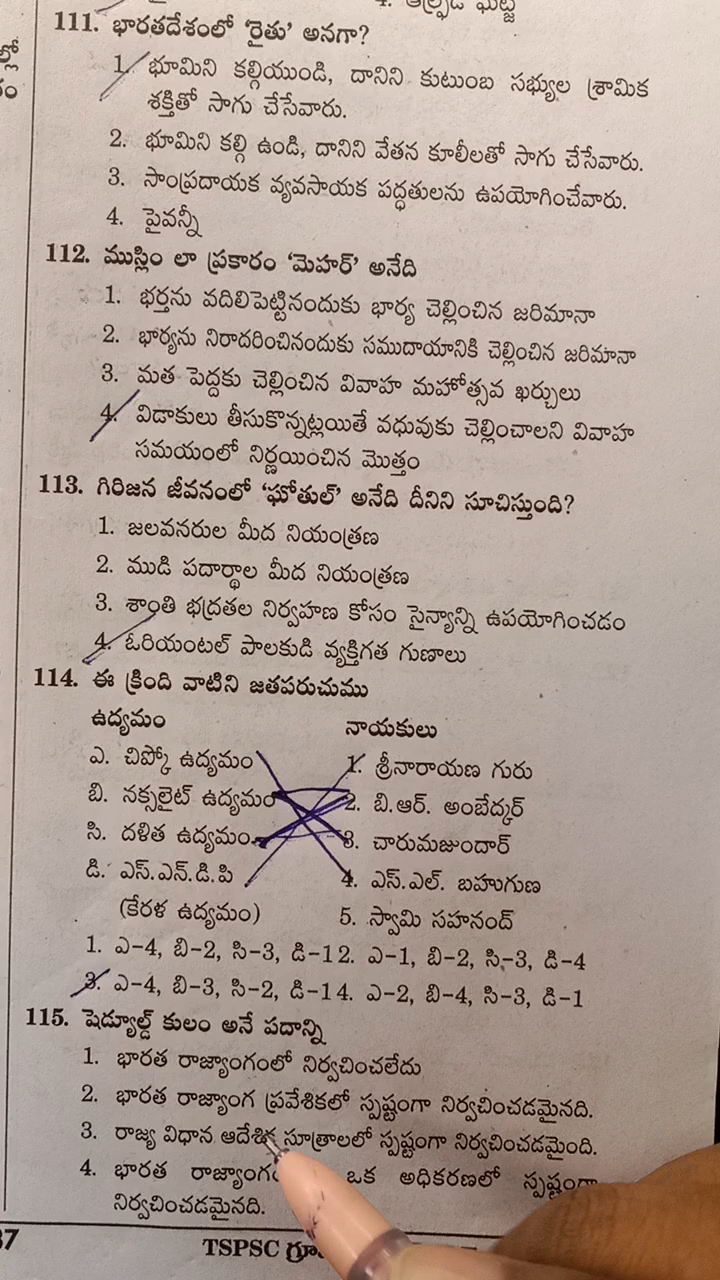 4.
111. భారతదేశంలో 'రైతు' అనగా?
1. భూమిని కల్గియుండి, దానిని కుటుంబ సభ్యుల శ్రామిక
శక్తితో సాగు చేసేవారు.
2. భూమిని కల్గి ఉండి, దానిని వేతన కూలీలతో సాగు చేసేవారు.
3. సాంప్రదాయక వ్యవసాయక పద్ధతులను ఉపయోగించేవారు.
4. పైవన్నీ
112. ముస్లిం లా ప్రకారం 'మెహర్' అనేది
1. భర్తను వదిలిపెట్టినందుకు భార్య చెల్లించిన జరిమానా
2. భార్యను నిరాదరించినందుకు సముదాయానికి చెల్లించిన జరిమానా
3. మత పెద్దకు చెల్లించిన వివాహ మహోత్సవ ఖర్చులు
4. విడాకులు తీసుకొన్నట్లయితే వధువుకు చెల్లించాలని వివాహ
సమయంలో నిర్ణయించిన మొత్తం
113. గిరిజన జీవనంలో 'ఘోతుల్' అనేది దీనిని సూచిస్తుంది?
1. జలవనరుల మీద నియంత్రణ
2. ముడి పదార్థాల మీద నియంత్రణ
3. శాంతి భద్రతల నిర్వహణ కోసం సైన్యాన్ని ఉపయోగించడం
4. ఓరియంటల్ పాలకుడి వ్యక్తిగత గుణాలు
114. ఈ క్రింది వాటిని జతపరుచుము
ఉద్యమం నాయకులు
ఎ. చిప్కో ఉద్యమం 1. శ్రీనారాయణ గురు
బి. నక్సలైట్ ఉద్యమం 2. బి.ఆర్. అంబేద్కర్
సి. దళిత ఉద్యమం 3. చారుమజుందార్
డి. ఎస్.ఎన్.డి.పి 4. ఎస్.ఎల్. బహుగుణ
(కేరళ ఉద్యమం) 5. స్వామి సహనంద్
1. ఎ-4, బి-2, సి-3, డి-1 2. ఎ-1, బి-2, సి-3, డి-4
3. ఎ-4, బి-3, సి-2, డి-1 4. ఎ-2, బి-4, సి-3, డి-1
115. షెడ్యూల్డ్ కులం అనే పదాన్ని
1. భారత రాజ్యాంగంలో నిర్వచించలేదు
2. భారత రాజ్యాంగ ప్రవేశికలో స్పష్టంగా నిర్వచించడమైనది.
3. రాజ్య విధాన ఆదేశిక సూత్రాలలో స్పష్టంగా నిర్వచించడమైంది.
4. భారత ఒక అధికరణలో స్పష్టంగా
నిర్వచించడమైనది.
TSPSC